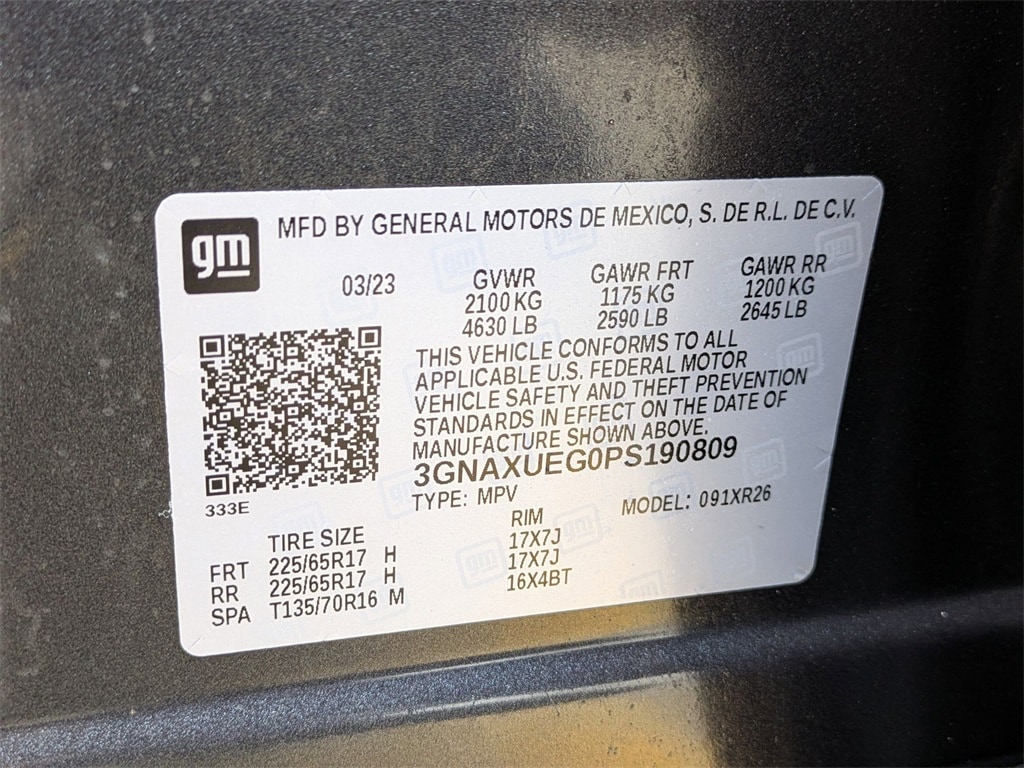 gm
MFD BY GENERAL MOTORS DE MEXICO, S. DE R.L. DE C.V.
03/23 GVWR GAWR FRT GAWR RR
2100 KG 1175 KG 1200 KG
4630 LB 2590 LB 2645 LB
THIS VEHICLE CONFORMS TO ALL
APPLICABLE U.S. FEDERAL MOTOR
VEHICLE SAFETY AND THEFT PREVENTION
STANDARDS IN EFFECT ON THE DATE OF
MANUFACTURE SHOWN ABOVE.
3GNAXUEG0PS190809
TYPE: MPV MODEL: 091XR26
333E
TIRE SIZE RIM
FRT 225/65R17 H 17X7J
RR 225/65R17 H 17X7J
SPA T135/70R16 M 16X4BT